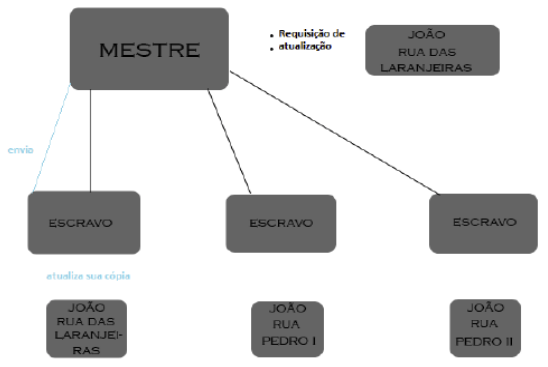 MESTRE
• Requisição de
• atualização
JOÃO
RUA DAS
LARANJEIRAS
envia
ESCRAVO
ESCRAVO
ESCRAVO
atualiza sua cópia
JOÃO
RUA DAS
LARANJEI-
RAS
JOÃO
RUA
PEDRO I
JOÃO
RUA
PEDRO II